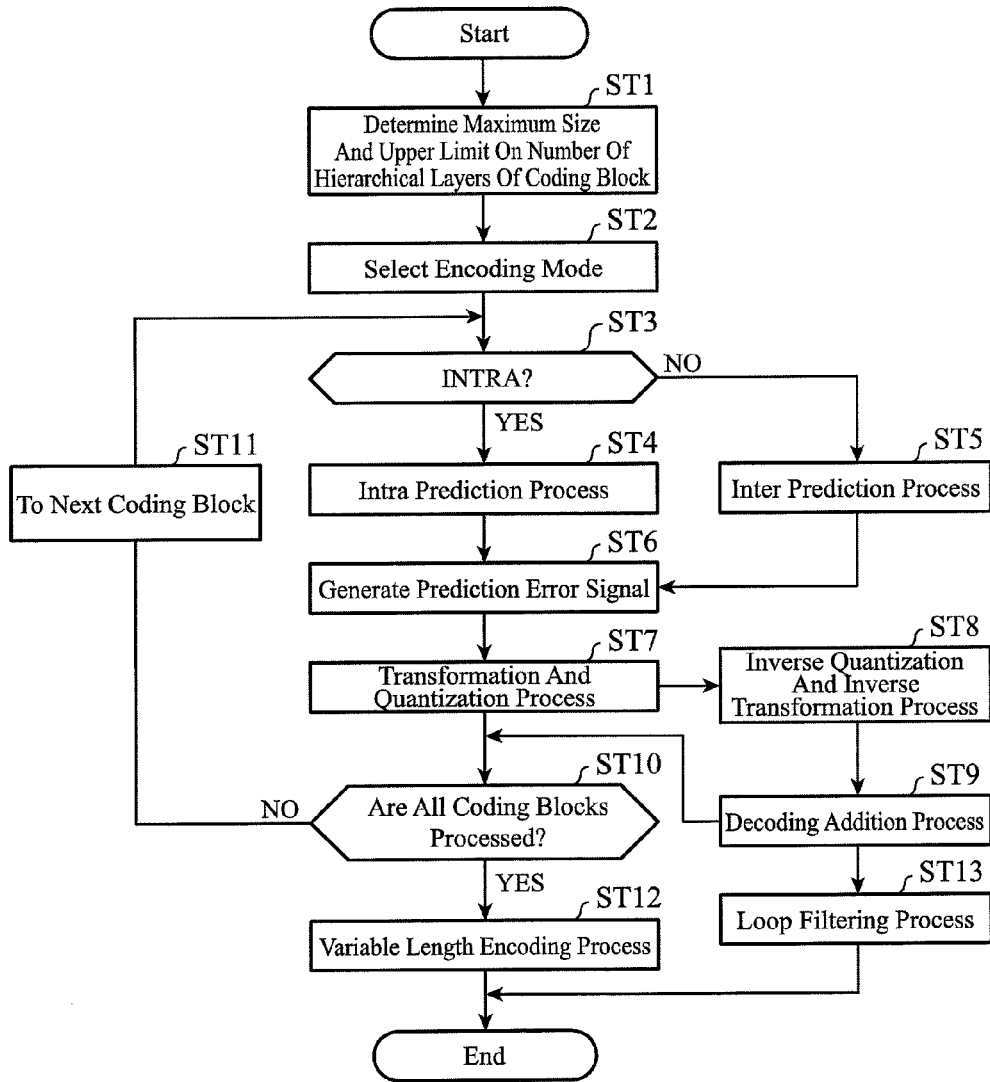 Start
ST1
Determine Maximum Size
And Upper Limit On Number Of
Hierarchical Layers Of Coding Block
ST2
Select Encoding Mode
ST3
INTRA?
NO
YES
ST11
To Next Coding Block
ST4
Intra Prediction Process
ST5
Inter Prediction Process
ST6
Generate Prediction Error Signal
ST7
Transformation And
Quantization Process
ST8
Inverse Quantization
And Inverse
Transformation Process
ST10
Are All Coding Blocks
Processed?
NO
YES
ST9
Decoding Addition Process
ST12
Variable Length Encoding Process
ST13
Loop Filtering Process
End